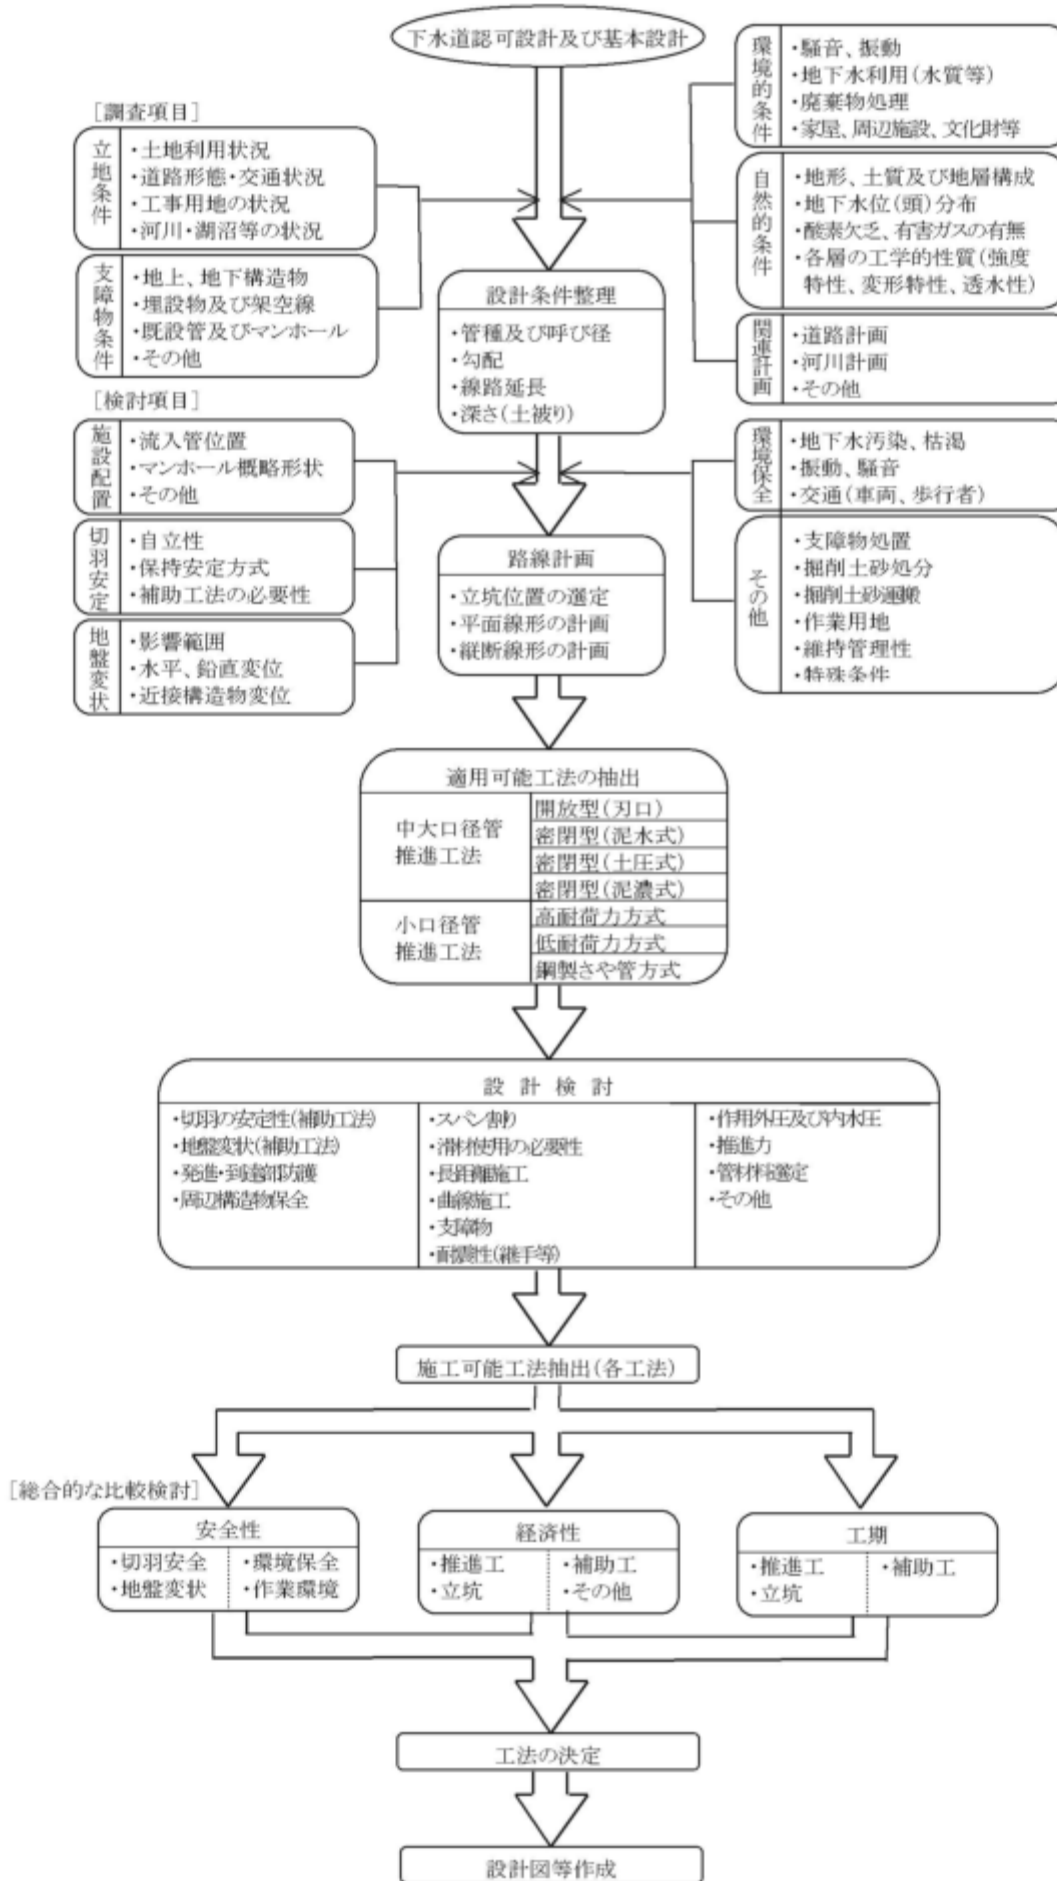 下水道認可設計及び基本設計
[調査項目]
立地条件
・土地利用状況
・道路形態・交通状況
・工事用地の状況
・河川・湖沼等の状況
支障物条件
・地上、地下構造物
・埋設物及び架空線
・既設管及びマンホール
・その他
環境的条件
・騒音、振動
・地下水利用(水質等)
・廃棄物処理
・家屋、周辺施設、文化財等
自然的条件
・地形、土質及び地層構成
・地下水位(頭)分布
・酸素欠乏、有害ガスの有無
・各層の工学的性質(強度
特性、変形特性、透水性)
関連計画
・道路計画
・河川計画
・その他
設計条件整理
・管種及び呼び径
・勾配
・線路延長
・深さ(土被り)
[検討項目]
施設配置
・流入管位置
・マンホール概略形状
・その他
切羽安定
・自立性
・保持安定方式
・補助工法の必要性
地盤変状
・影響範囲
・水平、鉛直変位
・近接構造物変位
環境保全
・地下水汚染、枯渇
・振動、騒音
・交通(車両、歩行者)
その他
・支障物処置
・掘削土砂処分
・掘削土砂運搬
・作業用地
・維持管理性
・特殊条件
路線計画
・立坑位置の選定
・平面線形の計画
・縦断線形の計画
適用可能工法の抽出
中大口径管
推進工法
開放型(刃口)
密閉型(泥水式)
密閉型(土圧式)
密閉型(泥濃式)
小口径管
推進工法
高耐荷力方式
低耐荷力方式
鋼製さや管方式
設計検討
・切羽の安定性(補助工法)
・地盤変状(補助工法)
・発進・到達部防護
・周辺構造物保全
・スパン割り
・滑材使用の必要性
・長距離施工
・曲線施工
・支障物
・耐震性(継手等)
・作用外圧及び内水圧
・推進力
・管材料選定
・その他
施工可能工法抽出(各工法)
[総合的な比較検討]
安全性
・切羽安全
・地盤変状
・環境保全
・作業環境
経済性
・推進工
・立坑
・補助工
・その他
工期
・推進工
・立坑
・補助工
工法の決定
設計図等作成